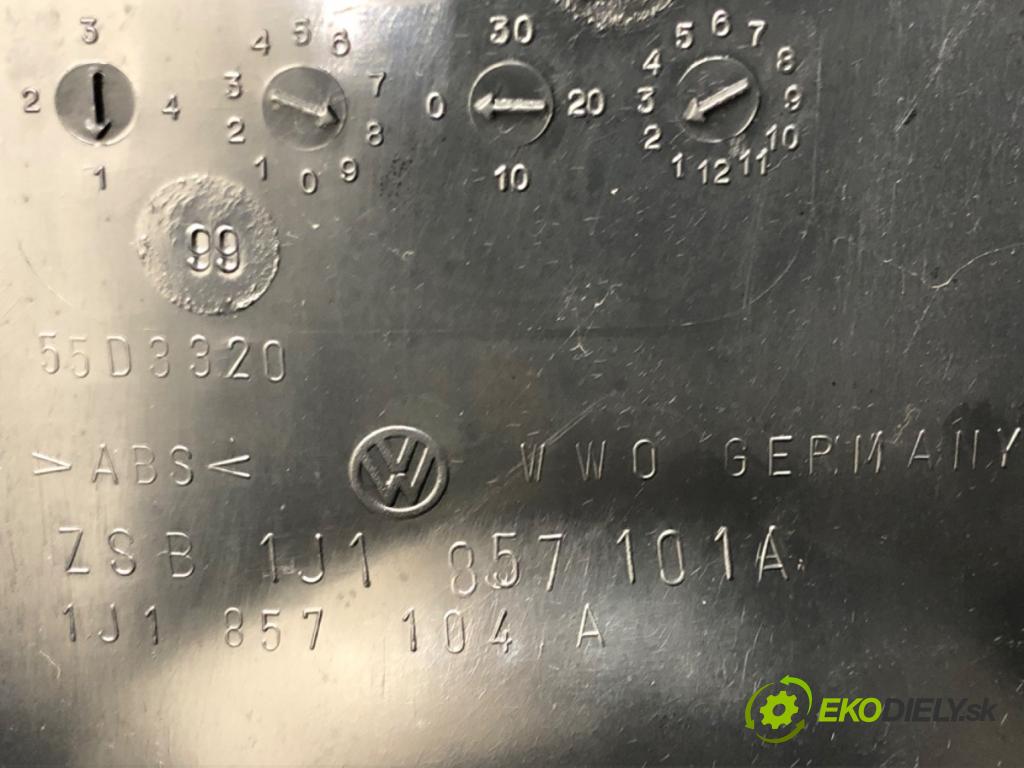 3
2 4
1
4 5 6
3 7
2 8
1 0 9
30
0 20
10
5 6 7
4 8
3 9
2 10
1 12 11
99
55D3320
>ABS< VW WWO GERMANY
ZSB 1J1 857 101A
1J1 857 104 A
EKODIELY.sk